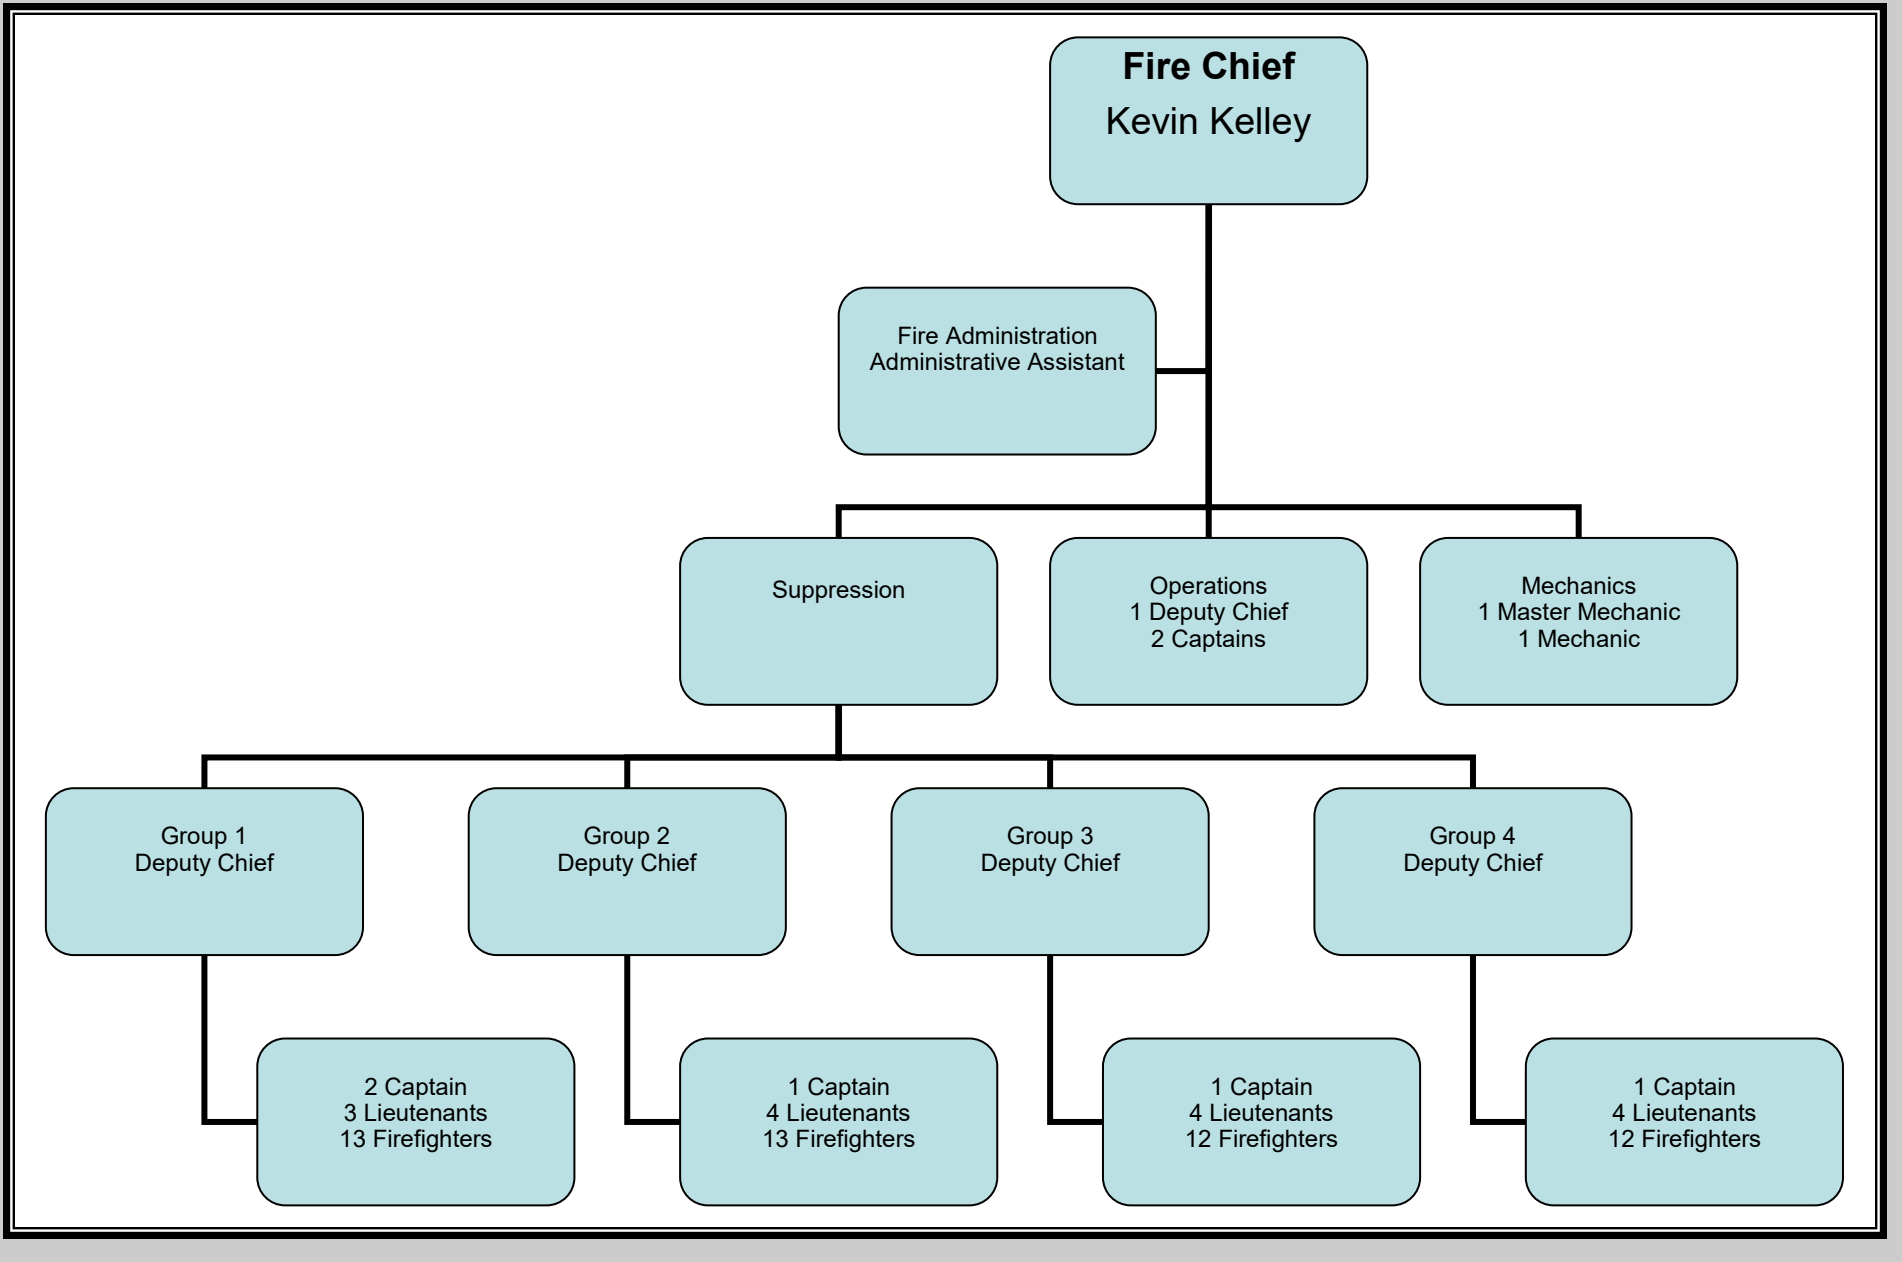 Fire Chief
Kevin Kelley
Fire Administration
Administrative Assistant
Suppression
Operations
1 Deputy Chief
2 Captains
Mechanics
1 Master Mechanic
1 Mechanic
Group 1
Deputy Chief
Group 2
Deputy Chief
Group 3
Deputy Chief
Group 4
Deputy Chief
2 Captain
3 Lieutenants
13 Firefighters
1 Captain
4 Lieutenants
13 Firefighters
1 Captain
4 Lieutenants
12 Firefighters
1 Captain
4 Lieutenants
12 Firefighters